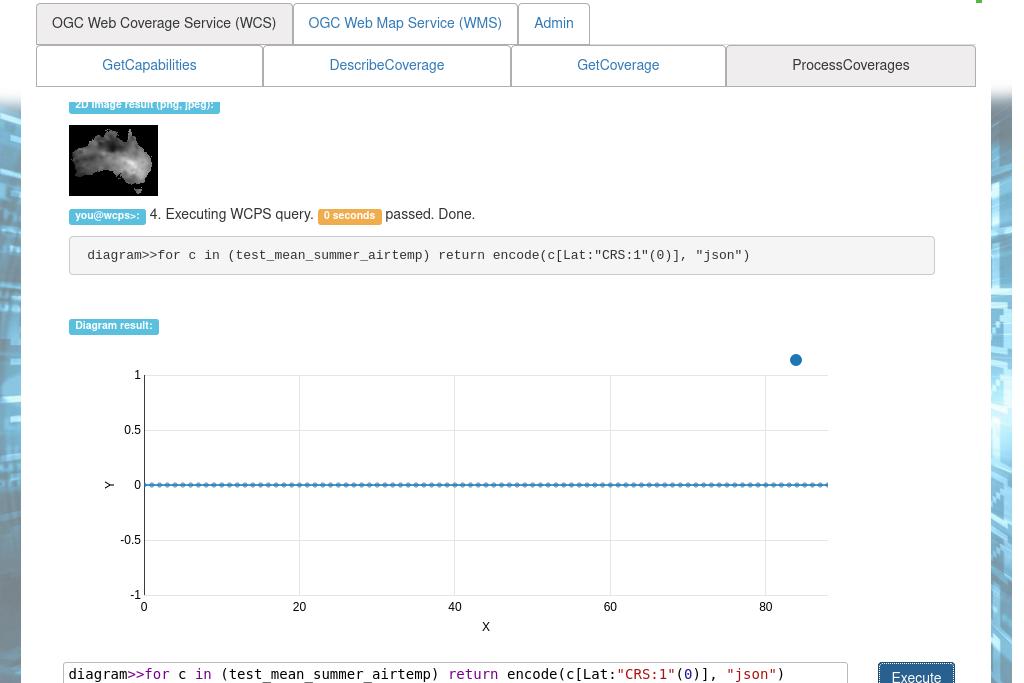 OGC Web Coverage Service (WCS) OGC Web Map Service (WMS) Admin
GetCapabilities DescribeCoverage GetCoverage ProcessCoverages
2D Image result (png, jpeg):
you@wcps>: 4. Executing WCPS query. 0 seconds passed. Done.
diagram>>for c in (test_mean_summer_airtemp) return encode(c[Lat:"CRS:1"(0)], "json")
Diagram result:
1
0.5
Y 0
-0.5
-1
0 20 40 60 80
X
diagram>>for c in (test_mean_summer_airtemp) return encode(c[Lat:"CRS:1"(0)], "json")
Execute